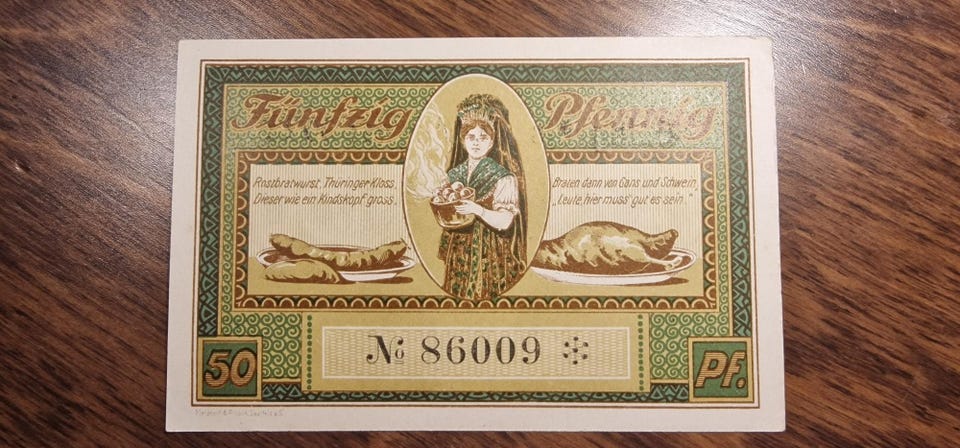 Fünfzig Pfennig
Rostbratwurst, Thüringer Kloss,
Dieser wie ein Kindskopf gross.
Braten dann von Gans und Schwein,
„Leute, hier muss' gut es sein."
№ 86009
50 Pf.